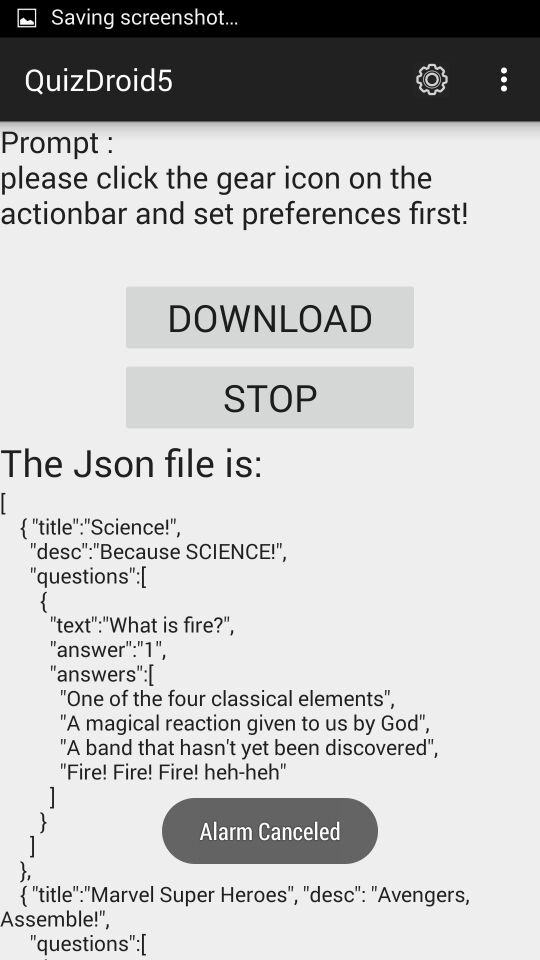 Saving screenshot...
QuizDroid5
Prompt :
please click the gear icon on the
actionbar and set preferences first!
DOWNLOAD
STOP
The Json file is:
[
{ "title":"Science!",
"desc":"Because SCIENCE!",
"questions":[
{
"text":"What is fire?",
"answer":"1",
"answers":[
"One of the four classical elements",
"A magical reaction given to us by God",
"A band that hasn't yet been discovered",
"Fire! Fire! Fire! heh-heh"
]
}
Alarm Canceled
]
},
{ "title":"Marvel Super Heroes", "desc": "Avengers,
Assemble!",
"questions":[